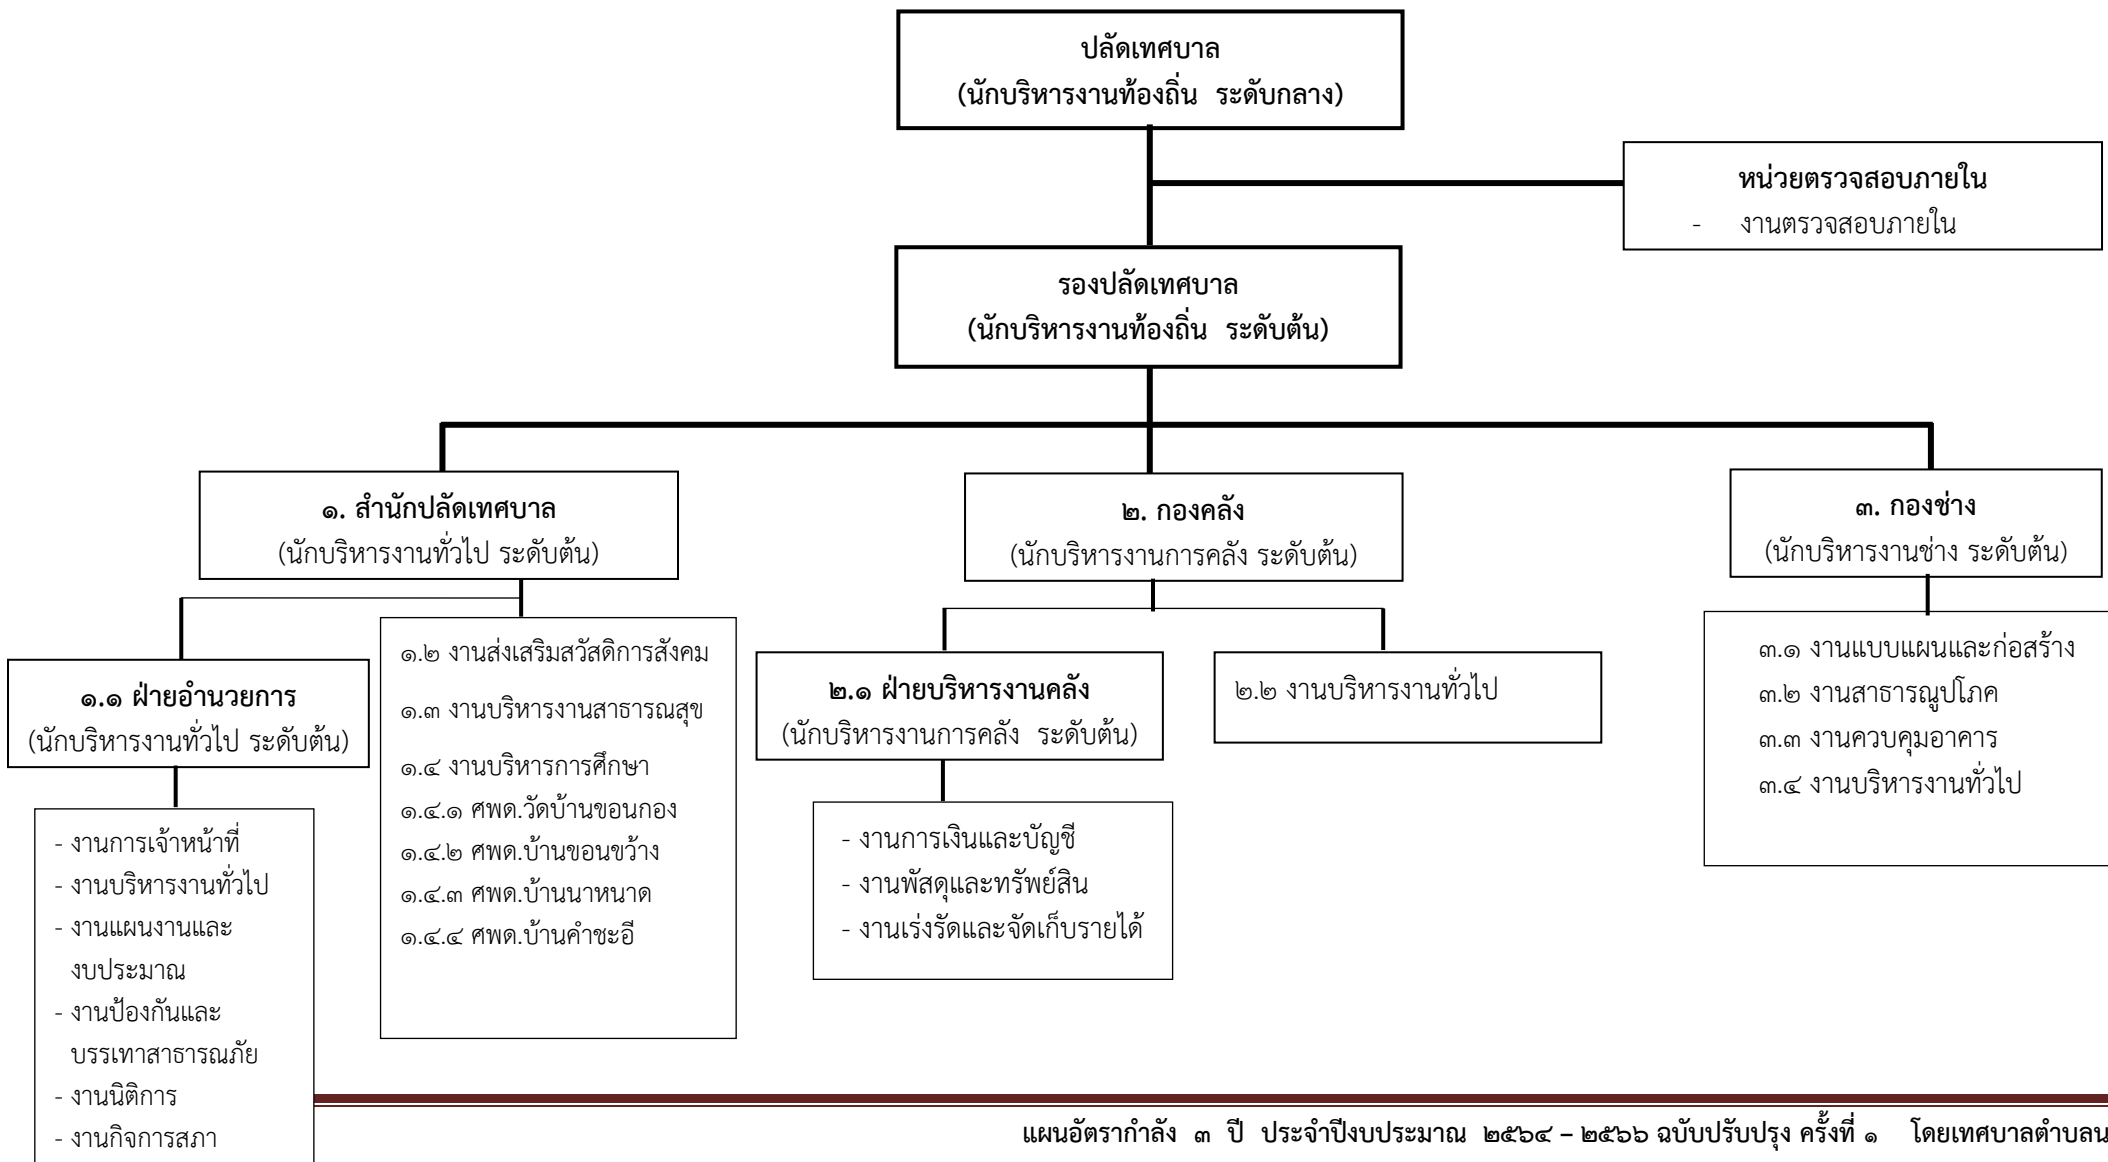 ปลัดเทศบาล
(นักบริหารงานท้องถิ่น ระดับกลาง)
หน่วยตรวจสอบภายใน
- งานตรวจสอบภายใน
รองปลัดเทศบาล
(นักบริหารงานท้องถิ่น ระดับต้น)
๑. สำนักปลัดเทศบาล
(นักบริหารงานทั่วไป ระดับต้น)
๒. กองคลัง
(นักบริหารงานการคลัง ระดับต้น)
๓. กองช่าง
(นักบริหารงานช่าง ระดับต้น)
๑.๑ ฝ่ายอำนวยการ
(นักบริหารงานทั่วไป ระดับต้น)
- งานการเจ้าหน้าที่
- งานบริหารงานทั่วไป
- งานแผนงานและ
งบประมาณ
- งานป้องกันและ
บรรเทาสาธารณภัย
- งานนิติการ
- งานกิจการสภา
๑.๒ งานส่งเสริมสวัสดิการสังคม
๑.๓ งานบริหารงานสาธารณสุข
๑.๔ งานบริหารการศึกษา
๑.๔.๑ ศพด.วัดบ้านขอนกอง
๑.๔.๒ ศพด.บ้านขอนขว้าง
๑.๔.๓ ศพด.บ้านนาหนาด
๑.๔.๔ ศพด.บ้านคำชะอี
๒.๑ ฝ่ายบริหารงานคลัง
(นักบริหารงานการคลัง ระดับต้น)
- งานการเงินและบัญชี
- งานพัสดุและทรัพย์สิน
- งานเร่งรัดและจัดเก็บรายได้
๒.๒ งานบริหารงานทั่วไป
๓.๑ งานแบบแผนและก่อสร้าง
๓.๒ งานสาธารณูปโภค
๓.๓ งานควบคุมอาคาร
๓.๔ งานบริหารงานทั่วไป
แผนอัตรากำลัง ๓ ปี ประจำปีงบประมาณ ๒๕๖๔ – ๒๕๖๖ ฉบับปรับปรุง ครั้งที่ ๑ โดยเทศบาลตำบลน